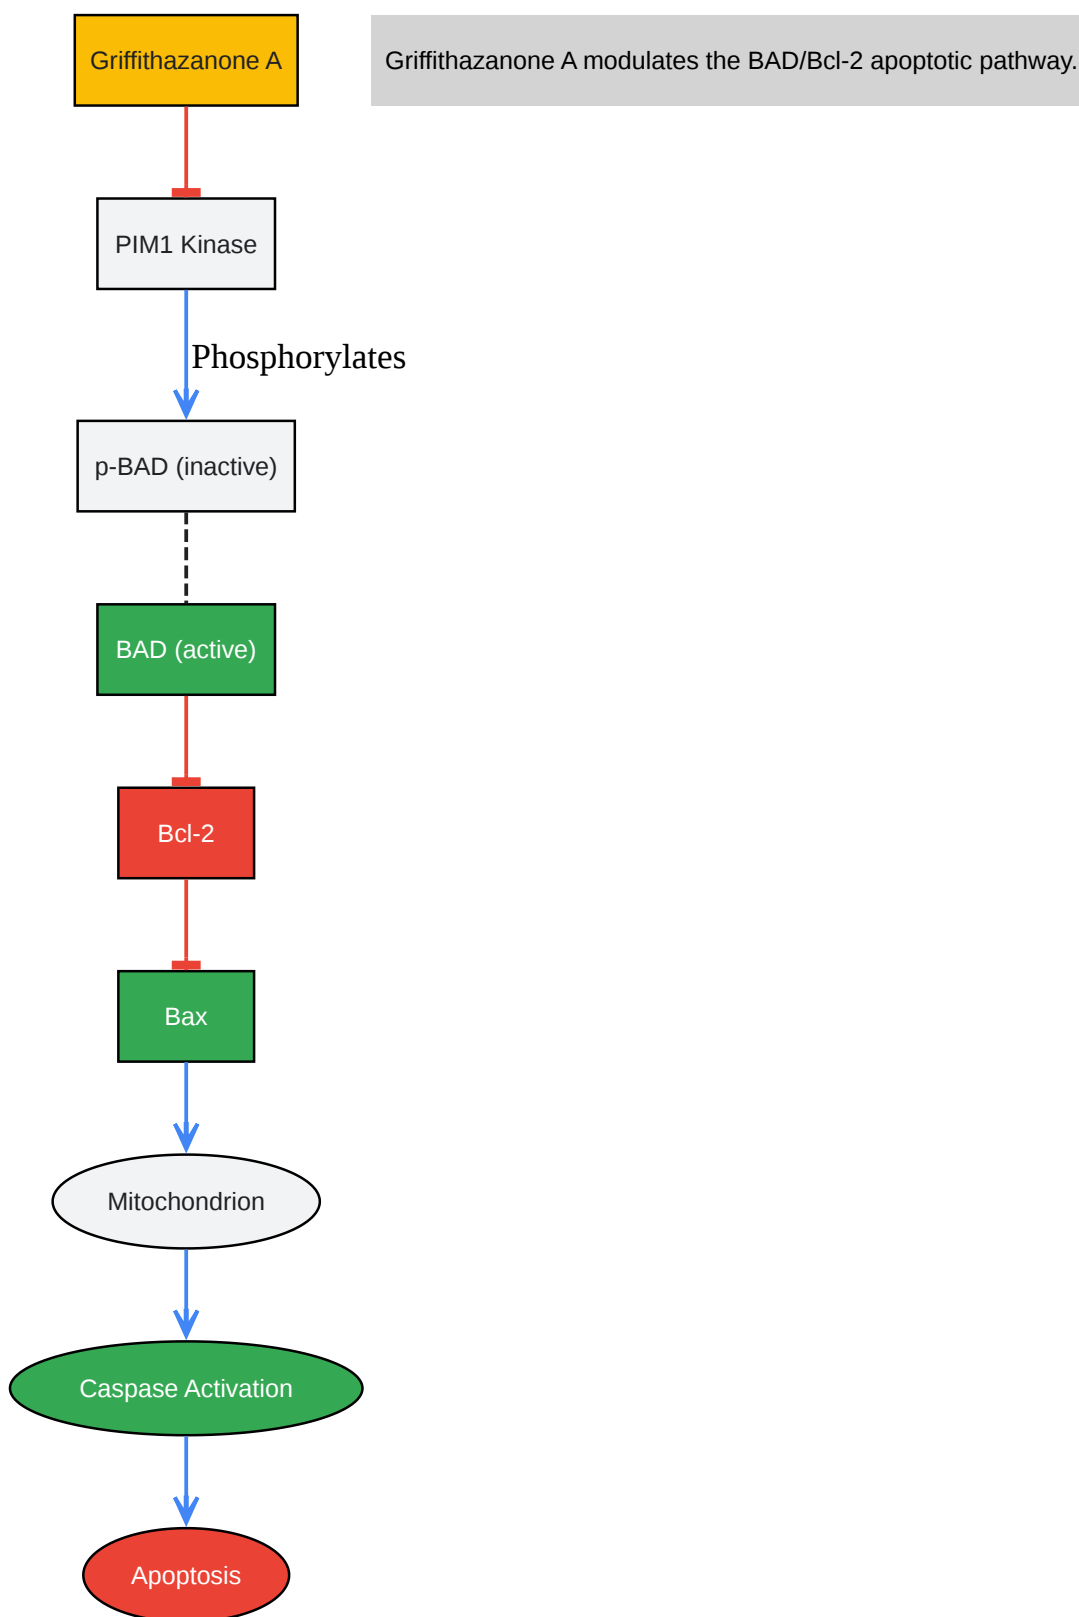 Griffithazanone A
Griffithazanone A modulates the BAD/Bcl-2 apoptotic pathway.
PIM1 Kinase
Phosphorylates
p-BAD (inactive)
BAD (active)
Bcl-2
Bax
Mitochondrion
Caspase Activation
Apoptosis